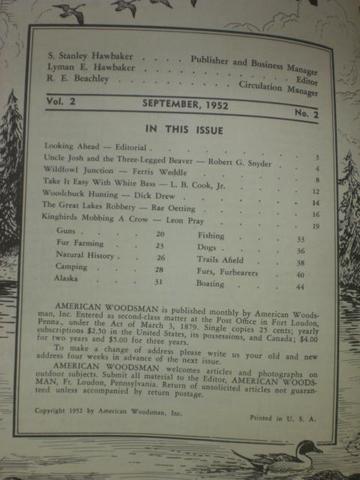 S. Stanley Hawbaker . . . . . Publisher and Business Manager
Lyman E. Hawbaker . . . . . . . . . . Editor
R. E. Beachley . . . . . . . . Circulation Manager
Vol. 2 SEPTEMBER, 1952 No. 2
IN THIS ISSUE
Looking Ahead — Editorial . . . . . . . . 3
Uncle Josh and the Three-Legged Beaver — Robert G. Snyder . . . 4
Wildfowl Junction — Ferris Weddle . . . . . . 8
Take It Easy With White Bass — L. B. Cook, Jr. . . . . 12
Woodchuck Hunting — Dick Drew . . . . . . 14
The Great Lakes Robbery — Rae Oetting . . . . . 16
Kingbirds Mobbing A Crow — Leon Pray . . . . . 19
Guns . . . . 20 Fishing . . . . 33
Fur Farming . . . 23 Dogs . . . . . 36
Natural History . . 26 Trails Afield . . . 38
Camping . . . 28 Furs, Furbearers . . 40
Alaska . . . . 31 Boating . . . . 44
AMERICAN WOODSMAN is published monthly by American Woods-
man, Inc. Entered as second-class matter at the Post Office in Fort Loudon,
Penna., under the Act of March 3, 1879. Single copies 25 cents; yearly
subscriptions $2.50 in the United States, its possessions, and Canada; $4.00
for two years and $5.00 for three years.
To make a change of address please write us your old and new
address four weeks in advance of the next issue.
AMERICAN WOODSMAN welcomes articles and photographs on
outdoor subjects. Submit all material to the Editor, AMERICAN WOODS-
MAN, Ft. Loudon, Pennsylvania. Return of unsolicited articles not guaran-
teed unless accompanied by return postage.
Copyright 1952 by American Woodsman, Inc. Printed in U. S. A.